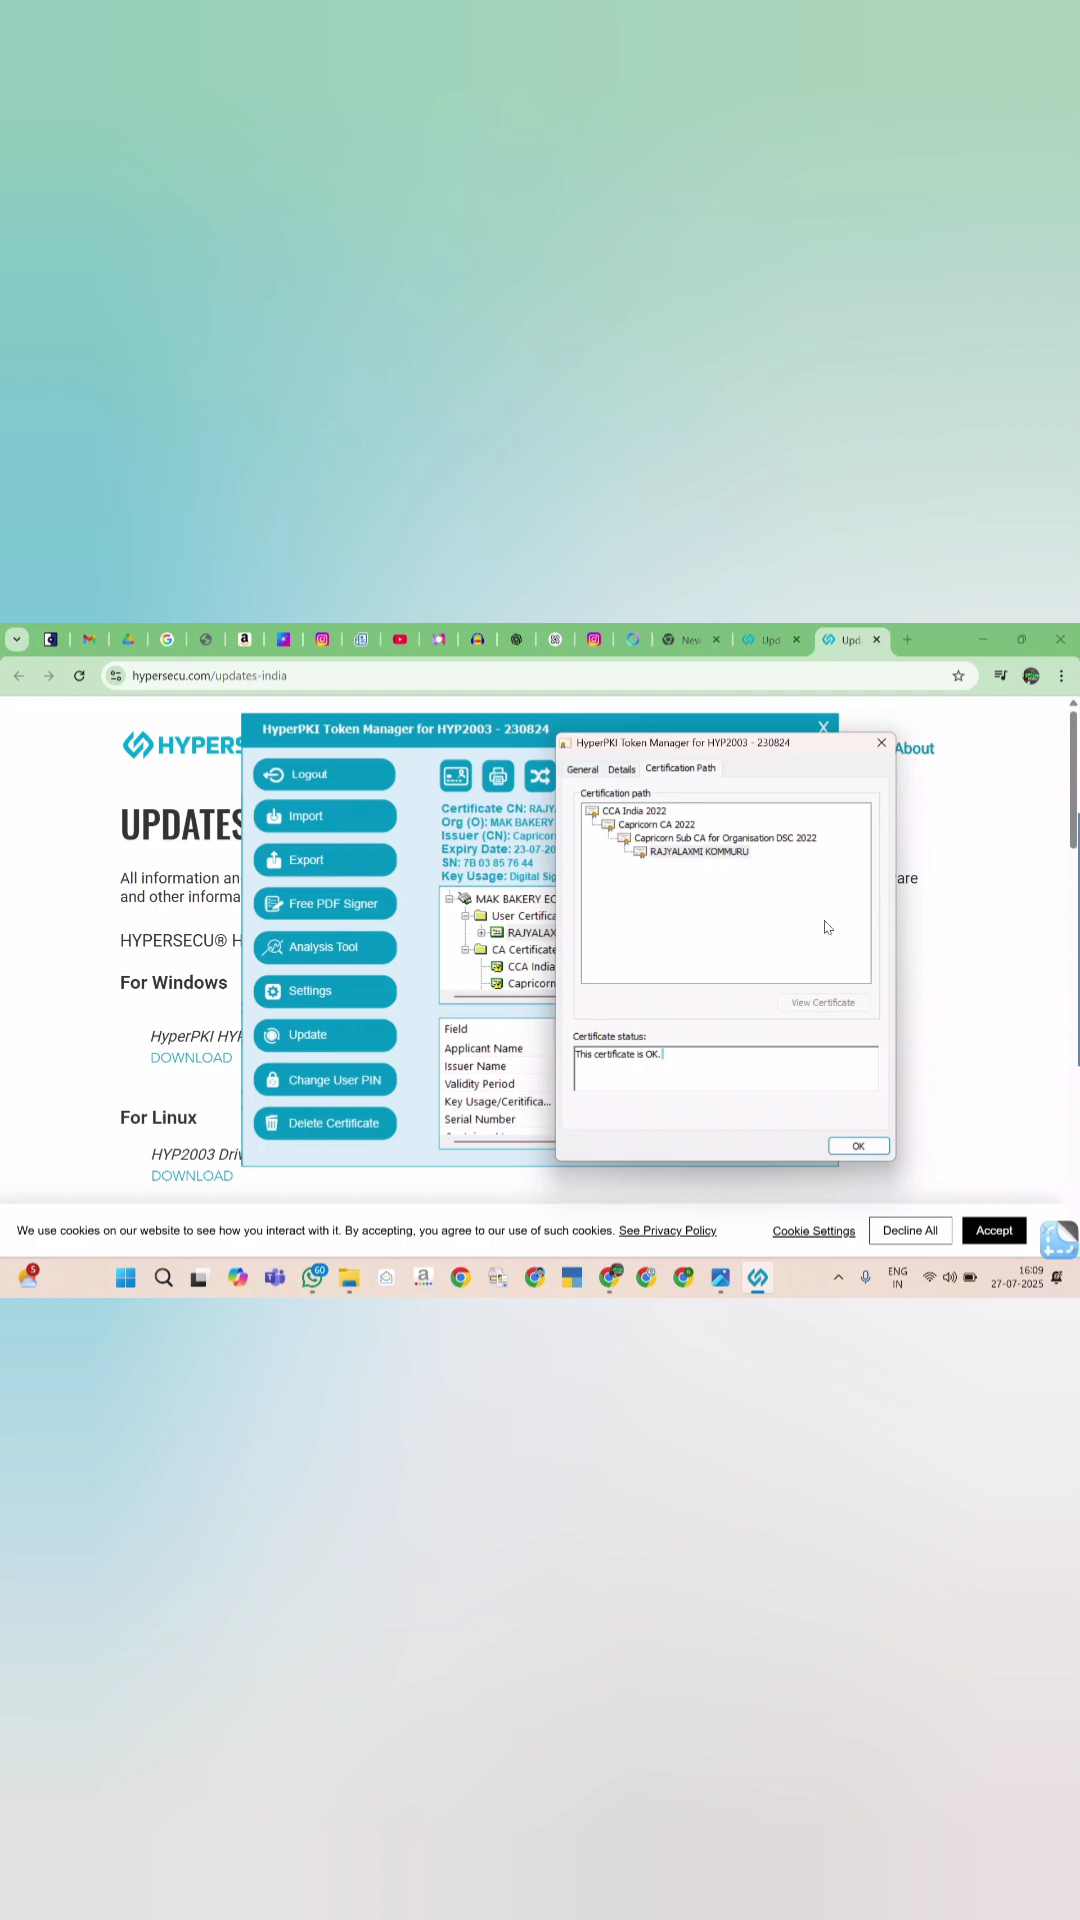 New
Upd
Upd
hypersecu.com/updates-india
HYPERS
About
UPDATES
All information an
are
and other informa
HYPERSECU® H
For Windows
HyperPKI HYP
DOWNLOAD
For Linux
HYP2003 Driv
DOWNLOAD
HyperPKI Token Manager for HYP2003 - 230824
X
Logout
Import
Export
Free PDF Signer
Analysis Tool
Settings
Update
Change User PIN
Delete Certificate
Certificate CN: RAJY
Org (O): MAK BAKERY
Issuer (CN): Capricorn
Expiry Date: 23-07-20
SN: 7B 03 85 76 44
Key Usage: Digital Sig
MAK BAKERY EQ
User Certifica
RAJYALAX
CA Certificate
CCA India
Capricorn
Field
Applicant Name
Issuer Name
Validity Period
Key Usage/Ceritifica...
Serial Number
HyperPKI Token Manager for HYP2003 - 230824
General Details Certification Path
Certification path
CCA India 2022
Capricorn CA 2022
Capricorn Sub CA for Organisation DSC 2022
RAJYALAXMI KOMMURU
View Certificate
Certificate status:
This certificate is OK.
OK
We use cookies on our website to see how you interact with it. By accepting, you agree to our use of such cookies. See Privacy Policy
Cookie Settings
Decline All
Accept
5
60
ENG
IN
16:09
27-07-2025